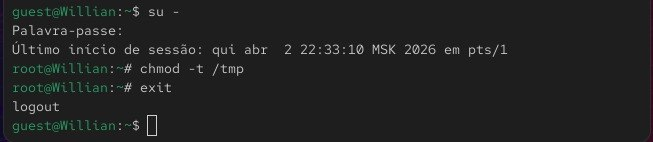 guest@Willian:~$ su -
Palavra-passe:
Último início de sessão: qui abr  2 22:33:10 MSK 2026 em pts/1
root@Willian:~# chmod -t /tmp
root@Willian:~# exit
logout
guest@Willian:~$